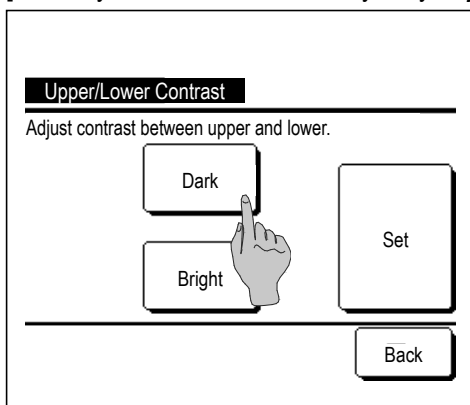 Upper/Lower Contrast
Adjust contrast between upper and lower.
Dark
Set
Bright
Back